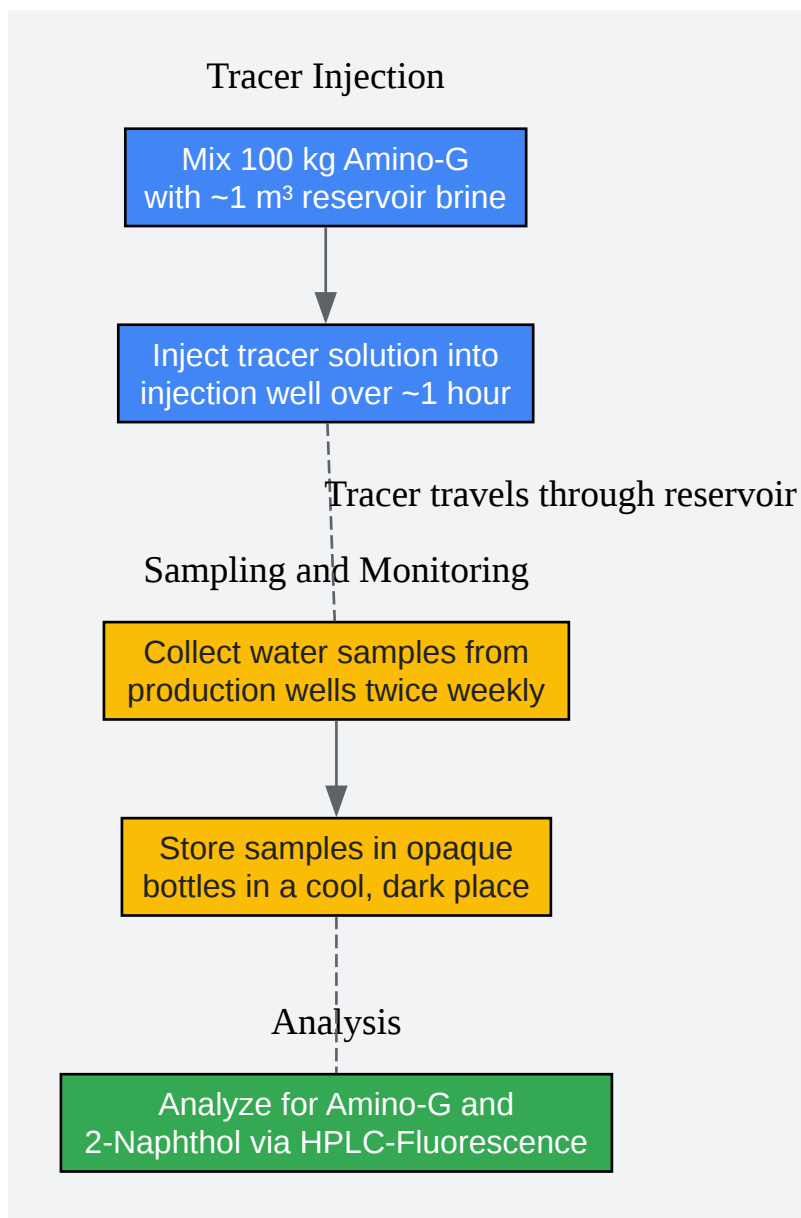 Tracer Injection
Mix 100 kg Amino-G
with ~1 m³ reservoir brine
Inject tracer solution into
injection well over ~1 hour
Tracer travels through reservoir
Sampling and Monitoring
Collect water samples from
production wells twice weekly
Store samples in opaque
bottles in a cool, dark place
Analysis
Analyze for Amino-G and
2-Naphthol via HPLC-Fluorescence